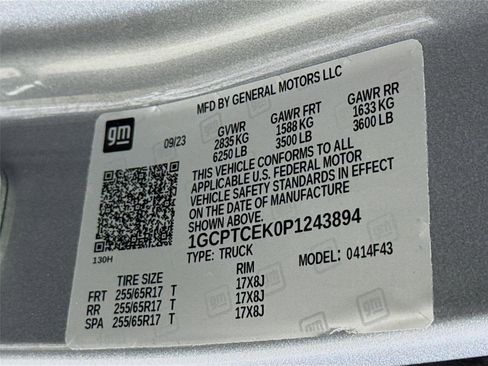 MFD BY GENERAL MOTORS LLC
gm
09/23
GVWR GAWR FRT GAWR RR
2835 KG 1588 KG 1633 KG
6250 LB 3500 LB 3600 LB
THIS VEHICLE CONFORMS TO ALL
APPLICABLE U.S. FEDERAL MOTOR
VEHICLE SAFETY STANDARDS IN EFFECT
ON THE DATE OF MANUFACTURE
SHOWN ABOVE.
1GCPTCEK0P1243894
130H
TYPE: TRUCK MODEL: 0414F43
TIRE SIZE RIM
FRT 255/65R17 T 17X8J
RR 255/65R17 T 17X8J
SPA 255/65R17 T 17X8J